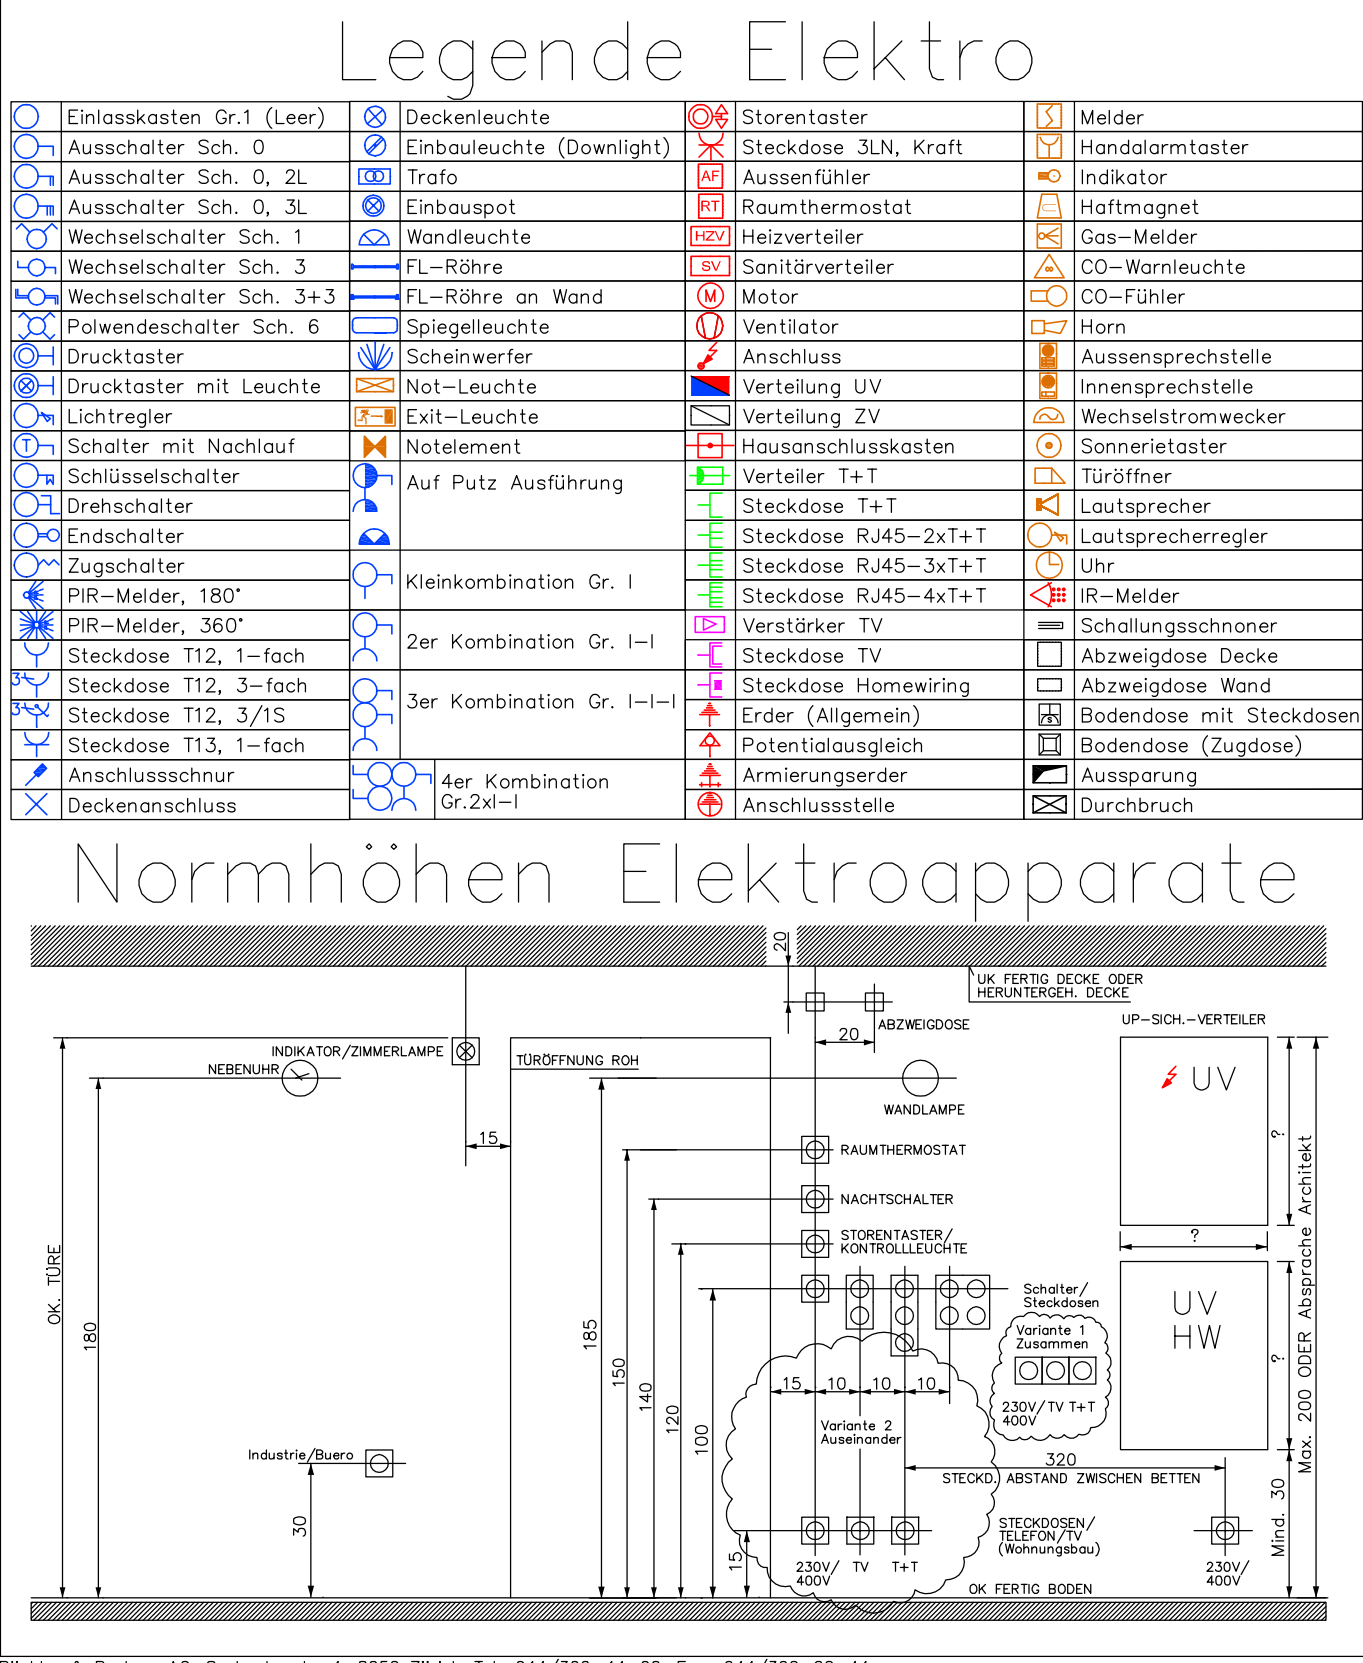 Legende Elektro
Einlasskasten Gr.1 (Leer)
Ausschalter Sch. 0
Ausschalter Sch. 0, 2L
Ausschalter Sch. 0, 3L
Wechselschalter Sch. 1
Wechselschalter Sch. 3
Wechselschalter Sch. 3+3
Polwendeschalter Sch. 6
Drucktaster
Drucktaster mit Leuchte
Lichtregler
T Schalter mit Nachlauf
Schlüsselschalter
Drehschalter
Endschalter
Zugschalter
PIR-Melder, 180°
PIR-Melder, 360°
Steckdose T12, 1-fach
3 Steckdose T12, 3-fach
3 Steckdose T12, 3/1S
Steckdose T13, 1-fach
Anschlussschnur
Deckenanschluss
Deckenleuchte
Einbauleuchte (Downlight)
Trafo
Einbauspot
Wandleuchte
FL-Röhre
FL-Röhre an Wand
Spiegelleuchte
Scheinwerfer
Not-Leuchte
Exit-Leuchte
Notelement
Auf Putz Ausführung
Kleinkombination Gr. I
2er Kombination Gr. I-I
3er Kombination Gr. I-I-I
4er Kombination
Gr.2xI-I
Storentaster
Steckdose 3LN, Kraft
AF Aussenfühler
RT Raumthermostat
HZV Heizverteiler
SV Sanitärverteiler
M Motor
Ventilator
Anschluss
Verteilung UV
Verteilung ZV
Hausanschlusskasten
Verteiler T+T
Steckdose T+T
Steckdose RJ45-2xT+T
Steckdose RJ45-3xT+T
Steckdose RJ45-4xT+T
Verstärker TV
Steckdose TV
Steckdose Homewiring
Erder (Allgemein)
Potentialausgleich
Armierungserder
Anschlussstelle
Melder
Handalarmtaster
Indikator
Haftmagnet
Gas-Melder
CO-Warnleuchte
CO-Fühler
Horn
Aussensprechstelle
Innensprechstelle
Wechselstromwecker
Sonnerietaster
Türöffner
Lautsprecher
Lautsprecherregler
Uhr
IR-Melder
Schallungsschnoner
Abzweigdose Decke
Abzweigdose Wand
Bodendose mit Steckdosen
Bodendose (Zugdose)
Aussparung
Durchbruch
Normhöhen Elektroapparate
20
UK FERTIG DECKE ODER
HERUNTERGEH. DECKE
ABZWEIGDOSE
20
UP-SICH.-VERTEILER
INDIKATOR/ZIMMERLAMPE
NEBENUHR
TÜRÖFFNUNG ROH
UV
WANDLAMPE
15
RAUMTHERMOSTAT
NACHTSCHALTER
STORENTASTER/
KONTROLLLEUCHTE
?
?
OK. TÜRE
180
185
150
140
120
100
Schalter/
Steckdosen
Variante 1
Zusammen
230V/TV T+T
400V
UV
HW
?
Max. 200 ODER Absprache Architekt
15 10 10 10
Variante 2
Auseinander
Industrie/Buero
30
320
STECKD. ABSTAND ZWISCHEN BETTEN
Mind. 30
STECKDOSEN/
TELEFON/TV
(Wohnungsbau)
15
230V/
400V
TV
T+T
230V/
400V
OK FERTIG BODEN